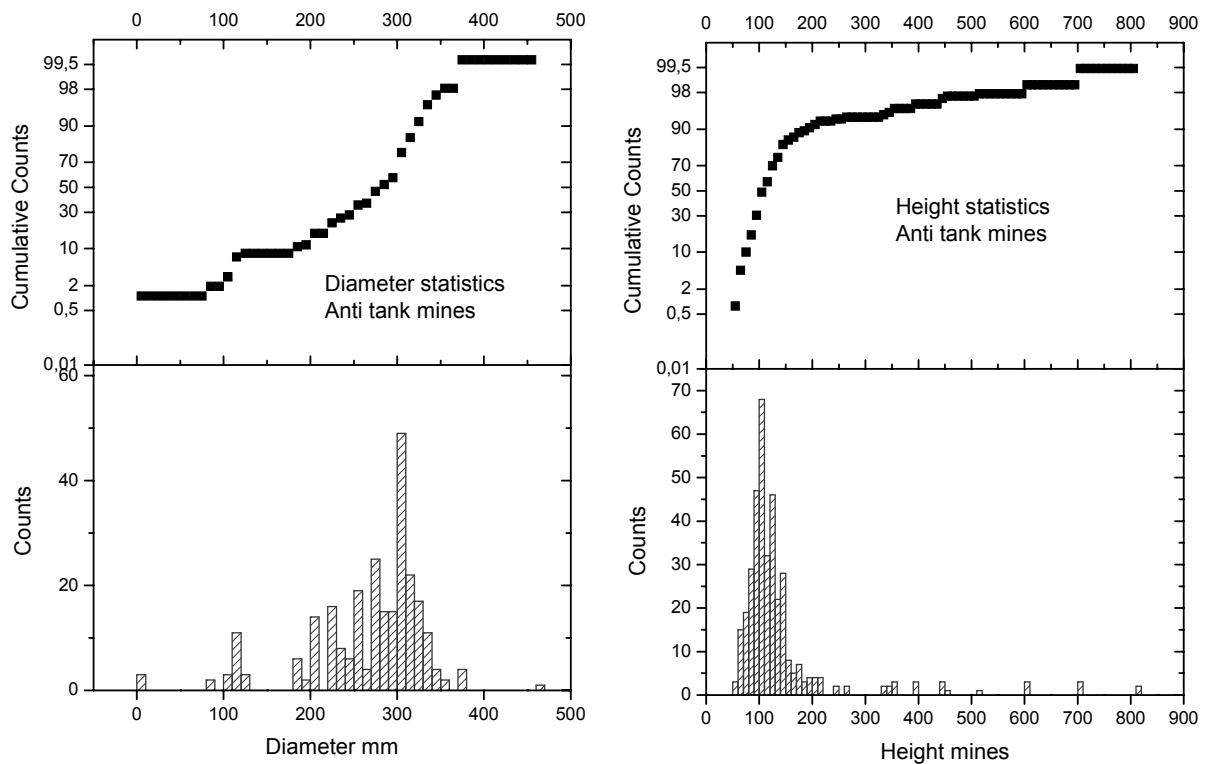 0 100 200 300 400 500
99,5
98
90
70
50
30
10
2
0,5
0,01
Cumulative Counts
Diameter statistics
Anti tank mines
60
40
20
0
Counts
0 100 200 300 400 500
Diameter mm
0 100 200 300 400 500 600 700 800 900
99,5
98
90
70
50
30
10
2
0,5
0,01
Cumulative Counts
Height statistics
Anti tank mines
70
60
50
40
30
20
10
0
Counts
0 100 200 300 400 500 600 700 800 900
Height mines